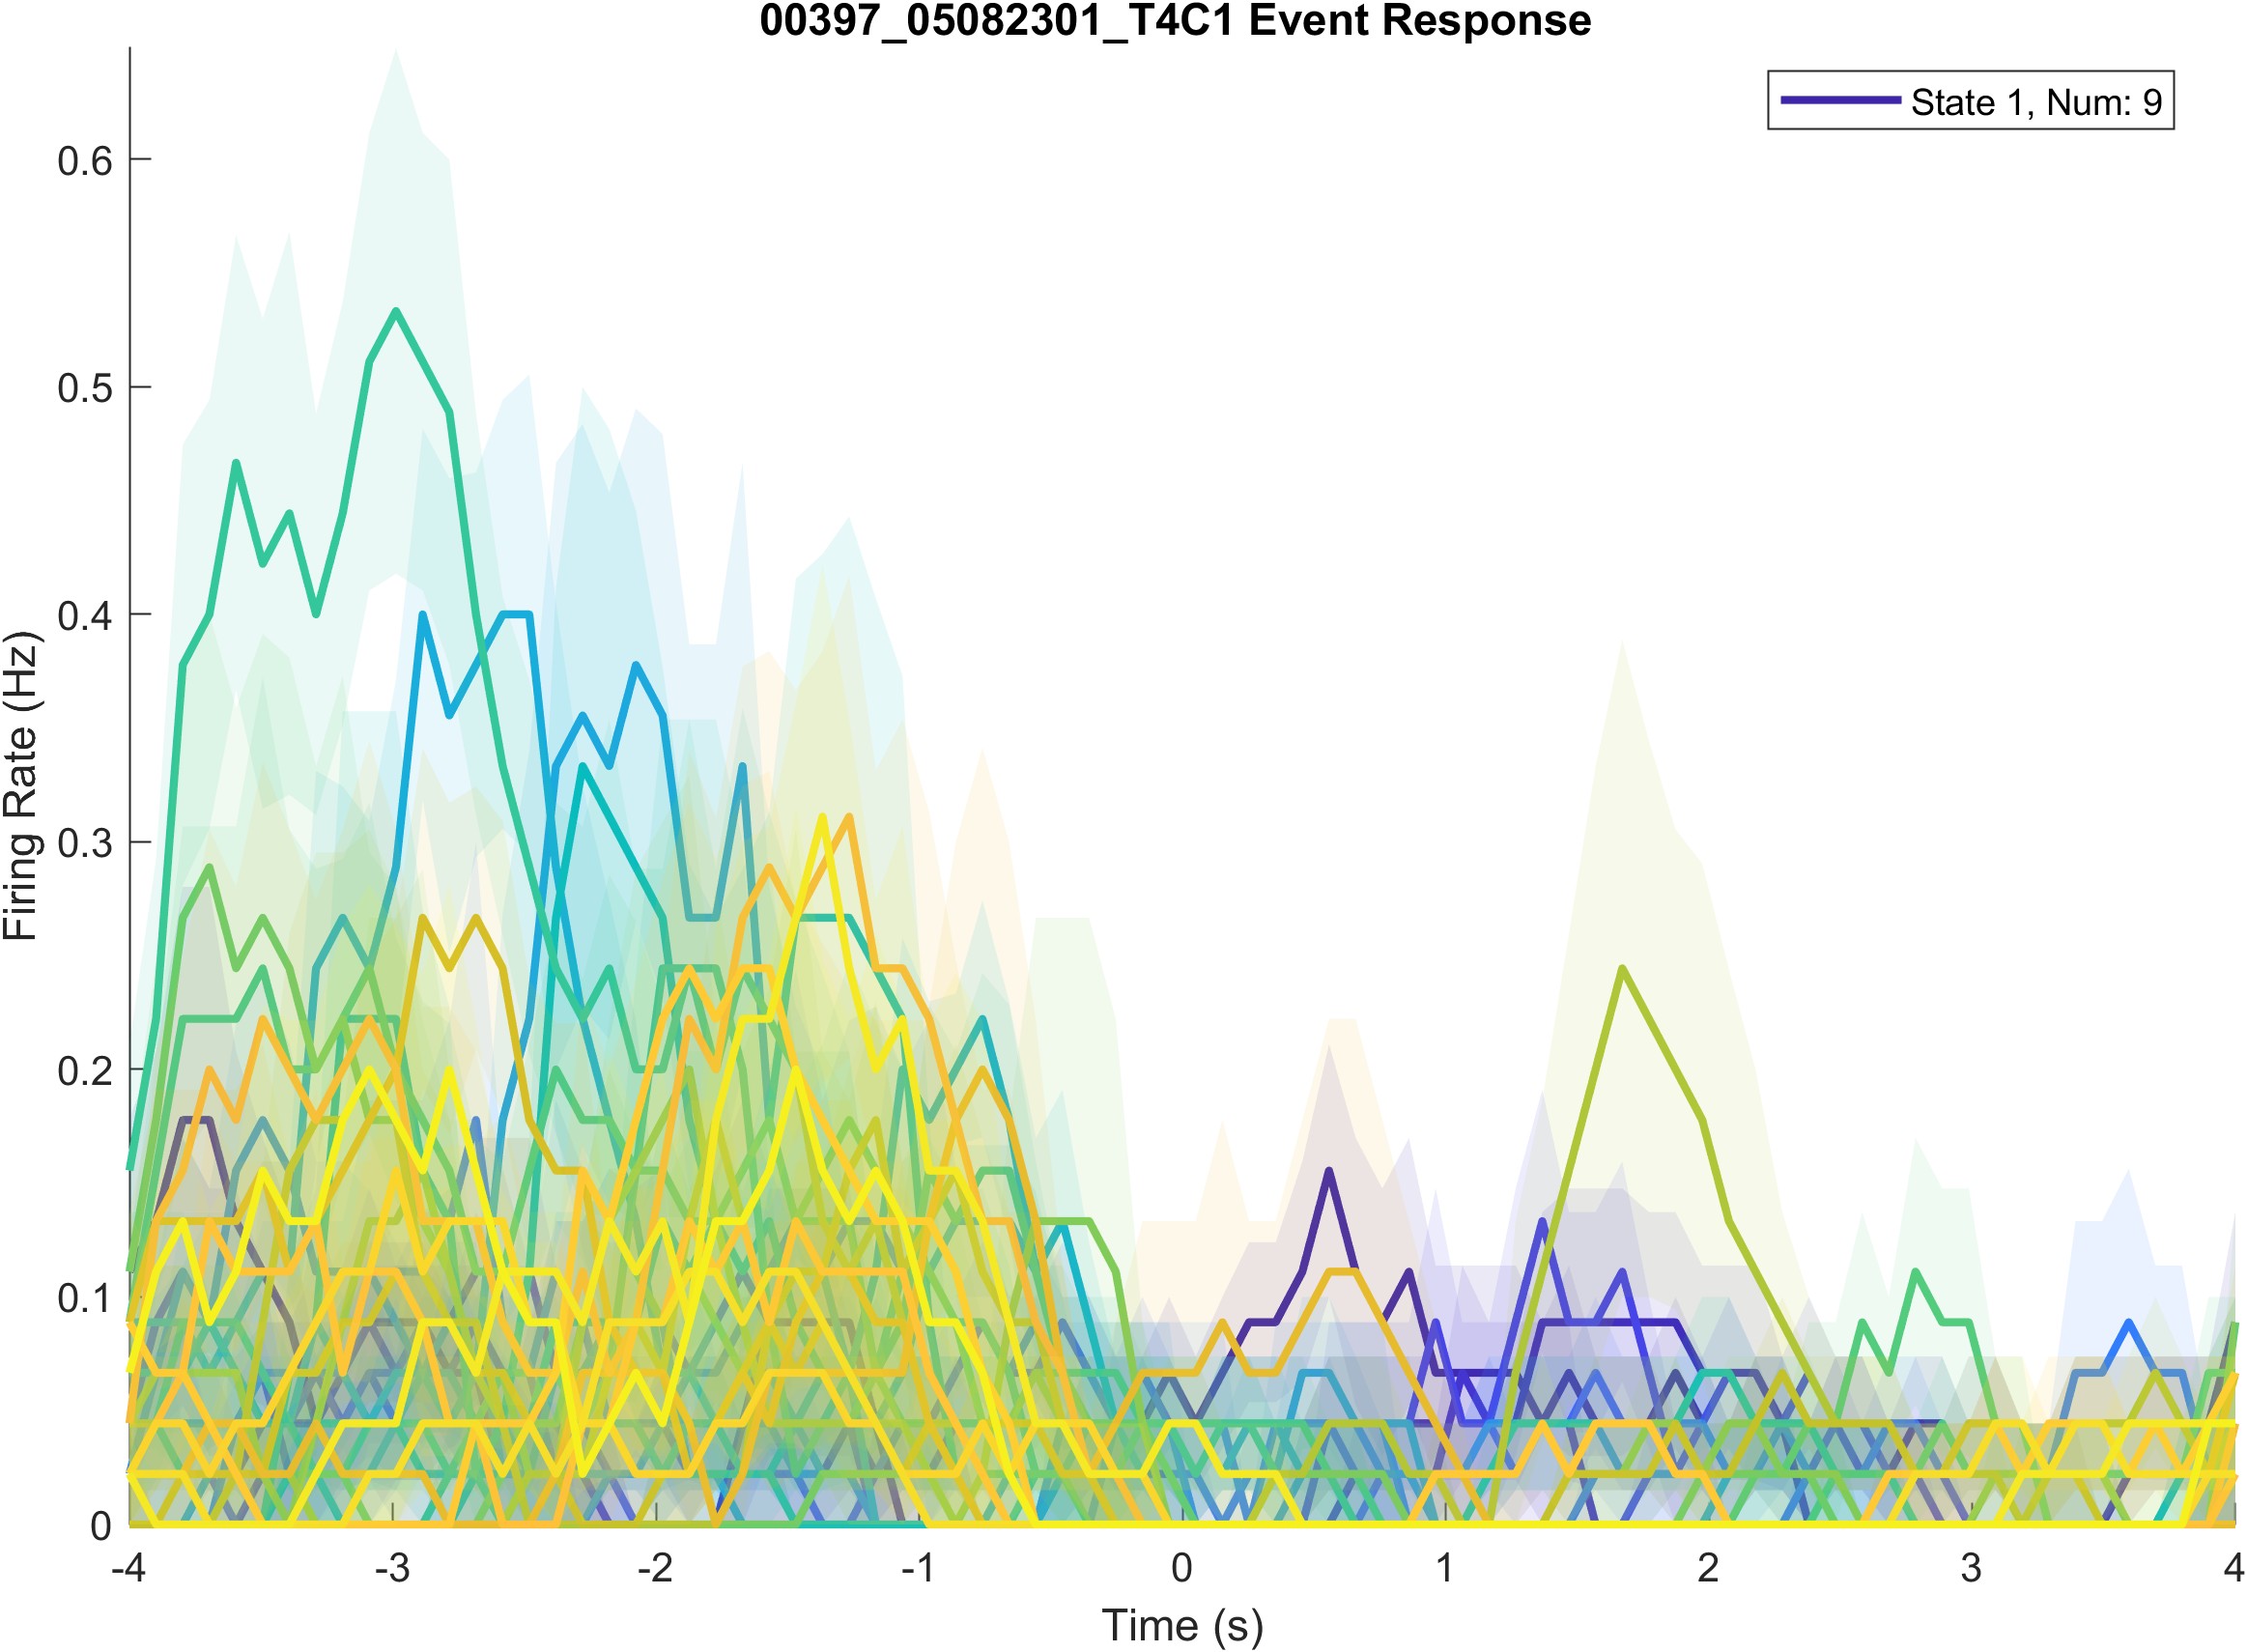 00397_05082301_T4C1 Event Response
State 1, Num: 9
Firing Rate (Hz)
0.6
0.5
0.4
0.3
0.2
0.1
0
-4 -3 -2 -1 0 1 2 3 4
Time (s)